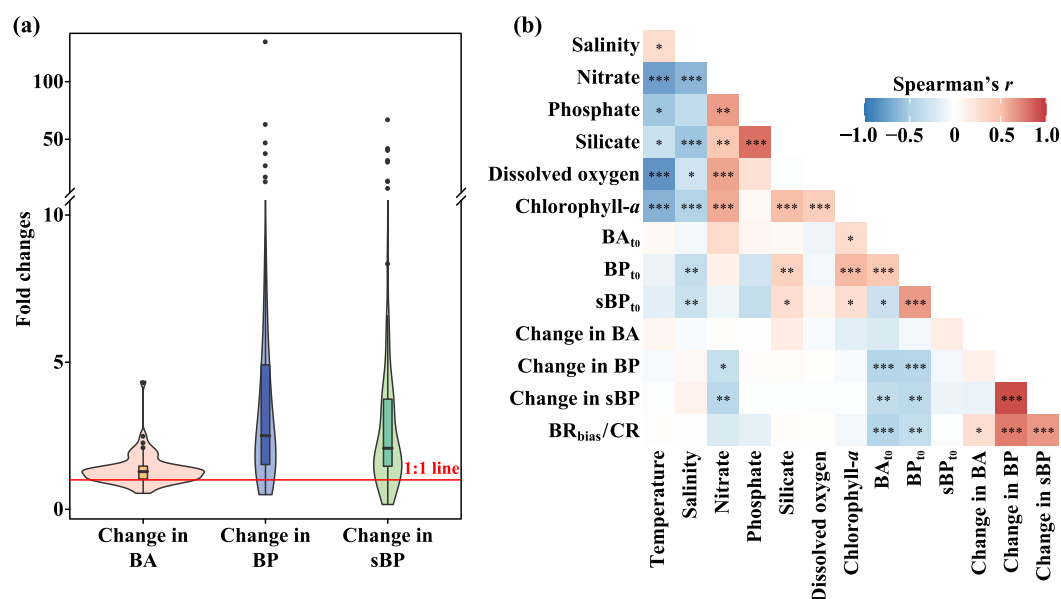 (a)
100
50
10
5
0
Fold changes
1:1 line
Change in
BA
Change in
BP
Change in
sBP
(b)
Spearman's r
−1.0 −0.5 0 0.5 1.0
Salinity *
Nitrate *** ***
Phosphate * **
Silicate * *** ** ***
Dissolved oxygen *** * ***
Chlorophyll-a *** *** *** *** ***
BAt0 *
BPt0 ** ** *** ***
sBPt0 ** * * * ***
Change in BA
Change in BP * *** ***
Change in sBP ** ** ** ***
BRbias/CR *** ** * *** ***
Temperature
Salinity
Nitrate
Phosphate
Silicate
Dissolved oxygen
Chlorophyll-a
BAt0
BPt0
sBPt0
Change in BA
Change in BP
Change in sBP